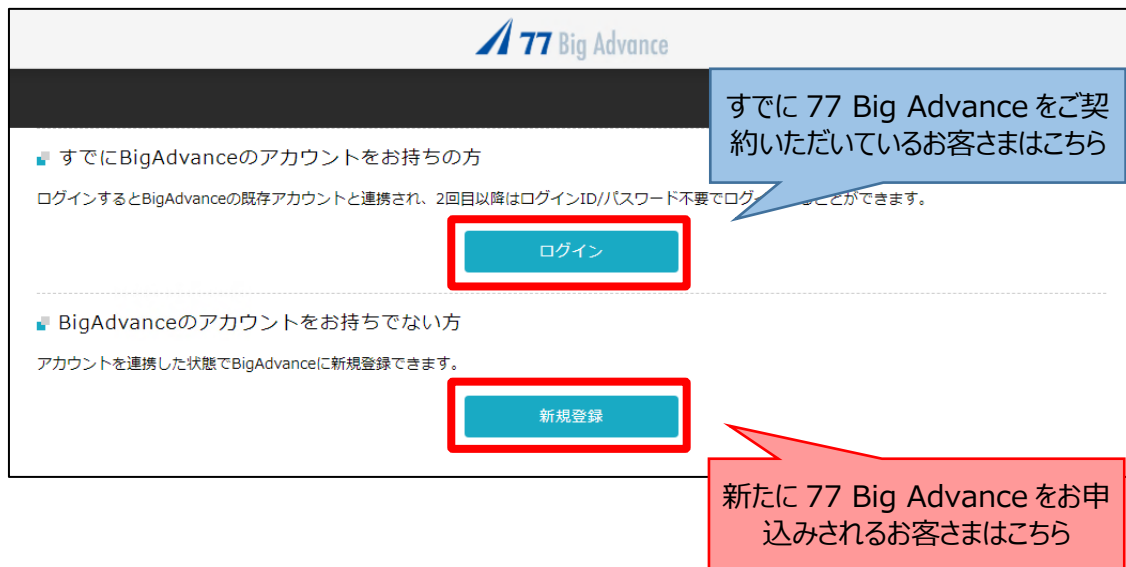 77 Big Advance
すでに 77 Big Advance をご契
約いただいているお客さまはこちら
すでにBigAdvanceのアカウントをお持ちの方
ログインするとBigAdvanceの既存アカウントと連携され、2回目以降はログインID/パスワード不要でログ ことができます。
ログイン
BigAdvanceのアカウントをお持ちでない方
アカウントを連携した状態でBigAdvanceに新規登録できます。
新規登録
新たに 77 Big Advance をお申
込みされるお客さまはこちら